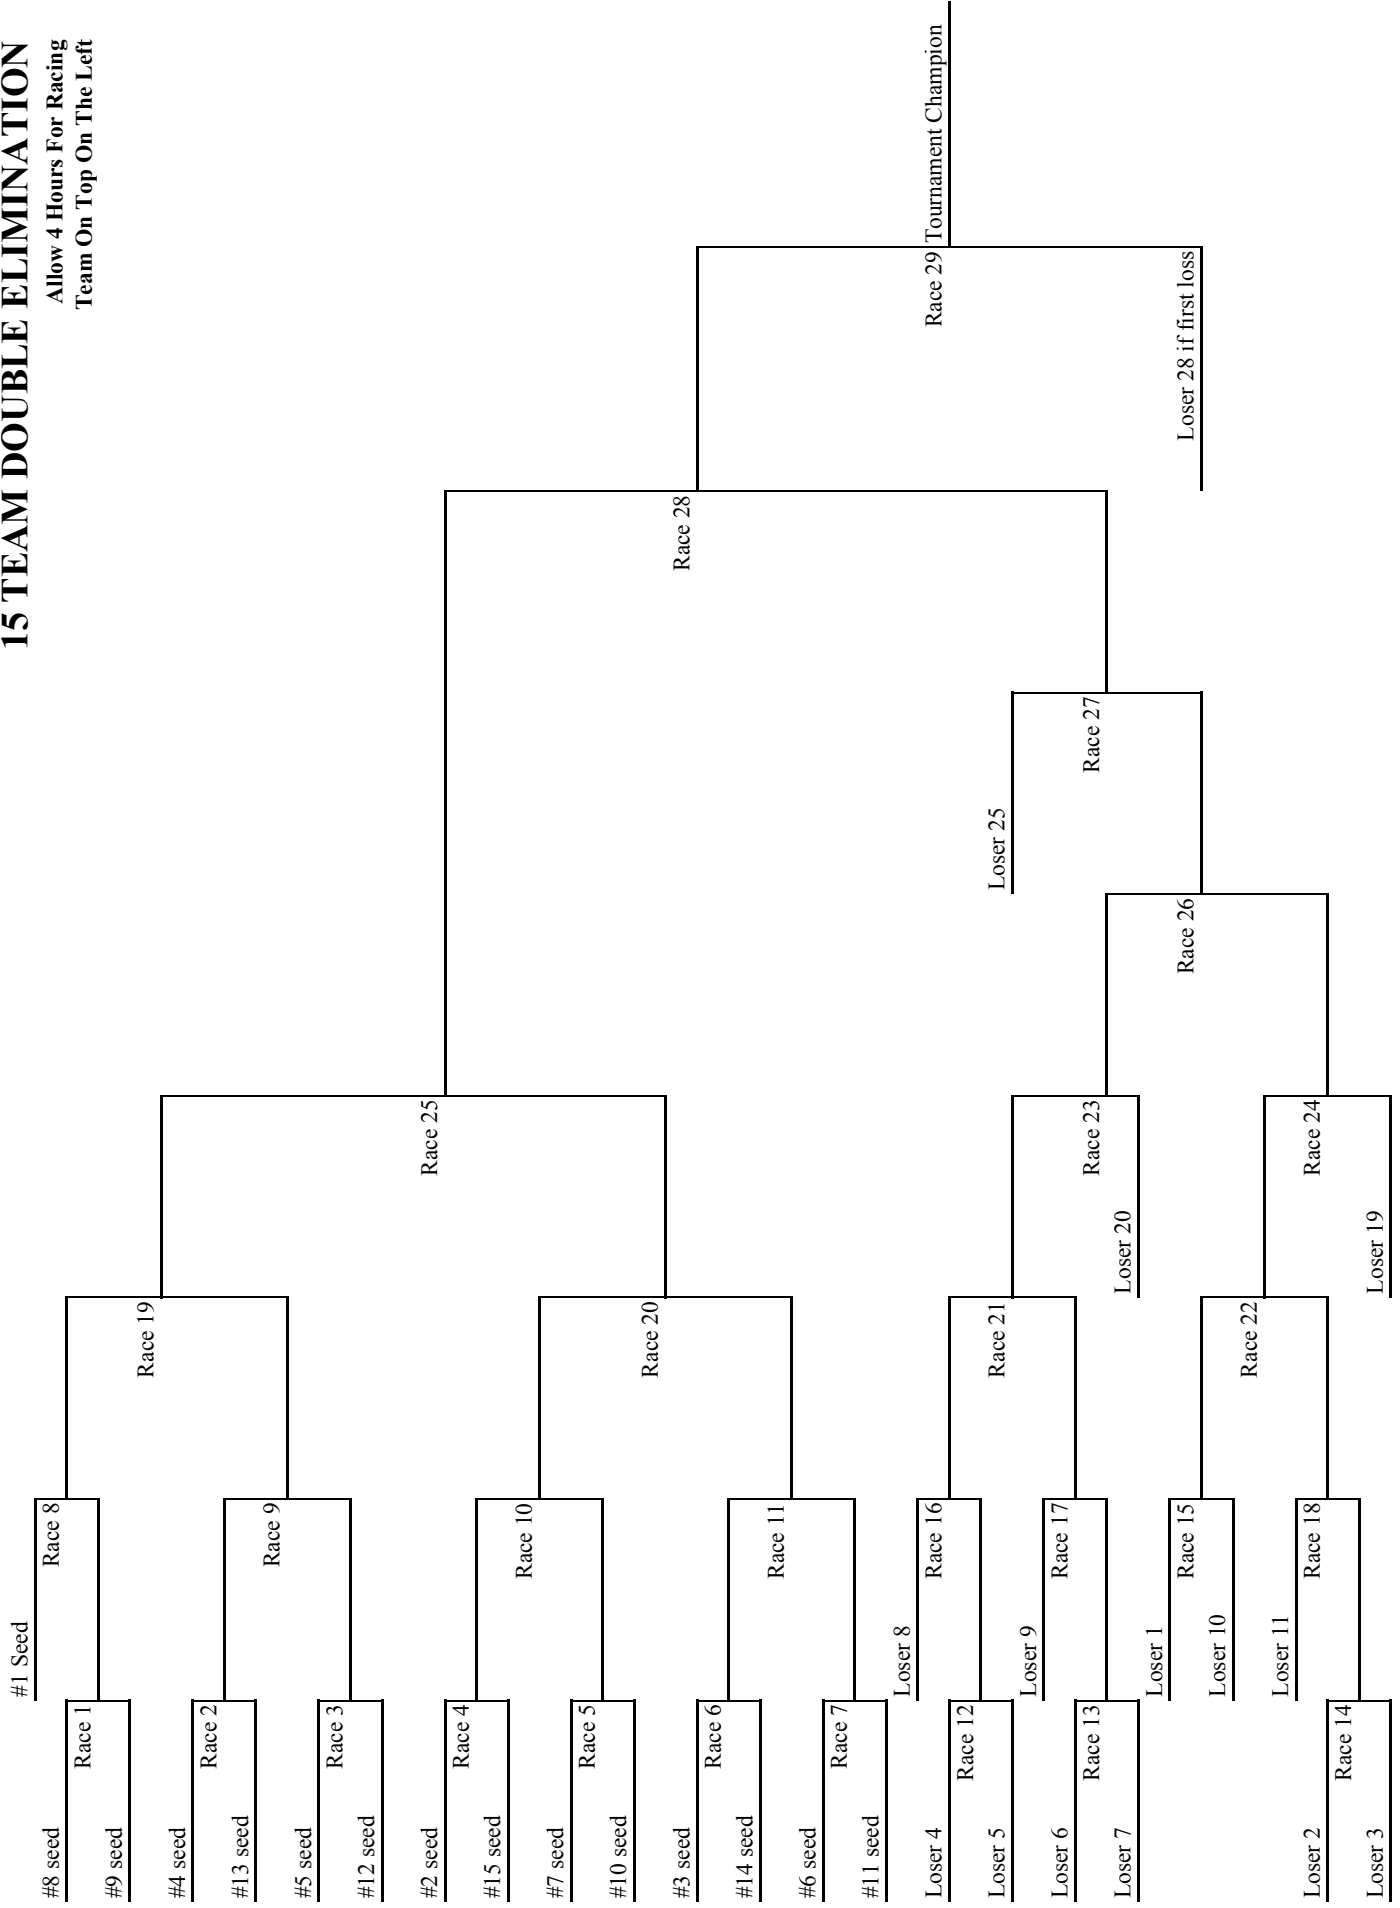 15 TEAM DOUBLE ELIMINATION
Allow 4 Hours For Racing
Team On Top On The Left
#1 Seed
#8 seed
Race 1
#9 seed
Race 8
#4 seed
Race 2
#13 seed
Race 19
Race 9
#5 seed
Race 3
#12 seed
Race 25
#2 seed
Race 4
#15 seed
Race 10
#7 seed
Race 5
#10 seed
Race 20
#3 seed
Race 6
#14 seed
Race 11
#6 seed
Race 7
#11 seed
Race 28
Race 29
Tournament Champion
Loser 28 if first loss
Loser 8
Race 16
Loser 4
Race 12
Loser 5
Race 21
Loser 9
Race 17
Loser 6
Race 13
Loser 7
Race 23
Loser 20
Loser 25
Race 27
Race 26
Loser 1
Race 15
Loser 10
Race 22
Loser 11
Race 18
Loser 2
Race 14
Loser 3
Race 24
Loser 19